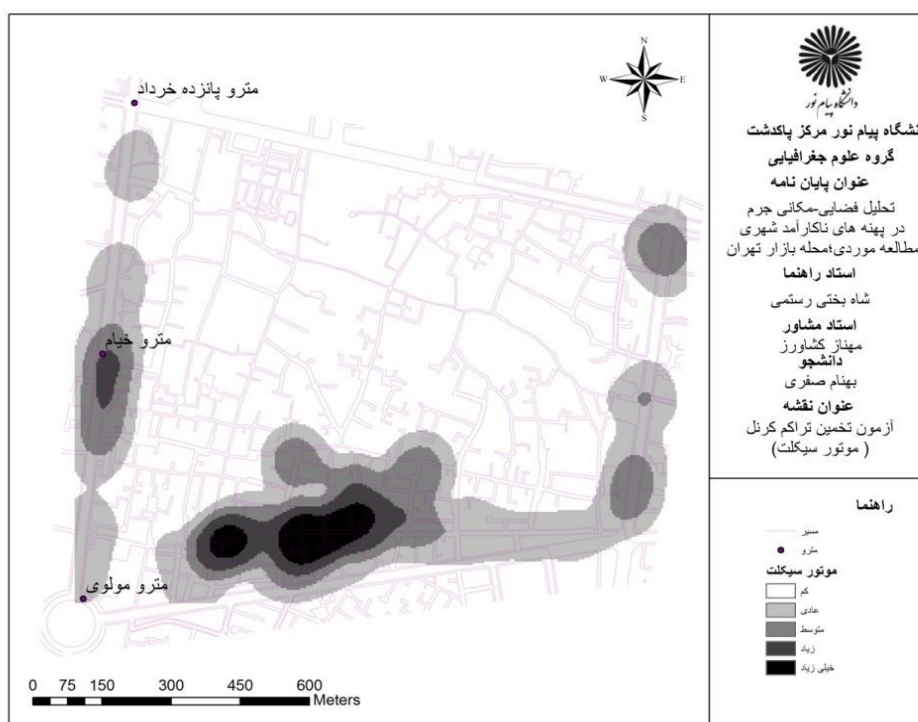 مترو پانزده خرداد
مترو خیام
مترو مولوی
N
W
E
S
0 75 150 300 450 600
Meters
دانشگاه پیام نور
نشگاه پیام نور مرکز پاکدشت
گروه علوم جغرافیایی
عنوان پایان نامه
تحلیل فضایی-مکانی جرم
در پهنه های ناکارآمد شهری
مطالعه موردی؛محله بازار تهران
استاد راهنما
شاه بختی رستمی
استاد مشاور
مهناز کشاورز
دانشجو
بهنام صفری
عنوان نقشه
آزمون تخمین تراکم کرنل
( موتور سیکلت)
راهنما
مسیر
مترو
موتور سیکلت
کم
عادی
متوسط
زیاد
خیلی زیاد